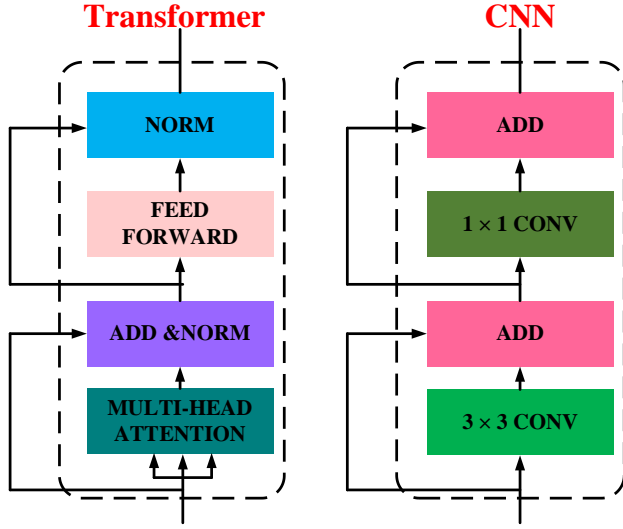 Transformer
NORM
FEED
FORWARD
ADD &NORM
MULTI-HEAD
ATTENTION
CNN
ADD
1 × 1 CONV
ADD
3 × 3 CONV